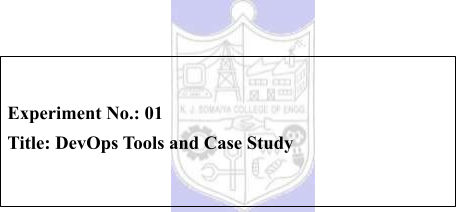 Experiment No.: 01
K. J. SOMAIYA COLLEGE OF ENGG.
Title: DevOps Tools and Case Study